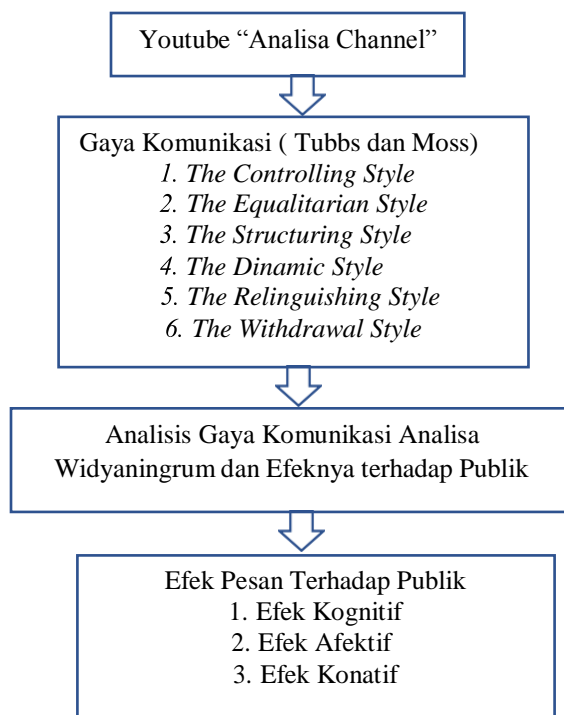 Youtube “Analisa Channel”
Gaya Komunikasi ( Tubbs dan Moss)
1. The Controlling Style
2. The Equalitarian Style
3. The Structuring Style
4. The Dinamic Style
5. The Relinguishing Style
6. The Withdrawal Style
Analisis Gaya Komunikasi Analisa
Widyaningrum dan Efeknya terhadap Publik
Efek Pesan Terhadap Publik
1. Efek Kognitif
2. Efek Afektif
3. Efek Konatif